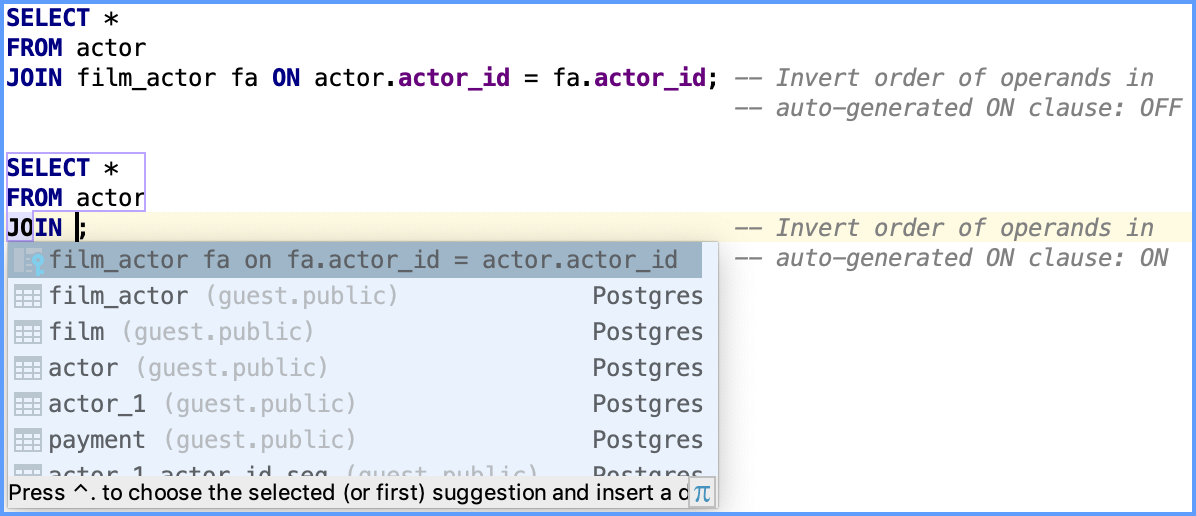 SELECT *
FROM actor
JOIN film_actor fa ON actor.actor_id = fa.actor_id; -- Invert order of operands in
-- auto-generated ON clause: OFF
SELECT *
FROM actor
JOIN ; -- Invert order of operands in
-- auto-generated ON clause: ON
film_actor fa on fa.actor_id = actor.actor_id
film_actor (guest.public) Postgres
film (guest.public) Postgres
actor (guest.public) Postgres
actor_1 (guest.public) Postgres
payment (guest.public) Postgres
actor_1_actor_id_seq (guest.public) Postgres
Press ^. to choose the selected (or first) suggestion and insert a π